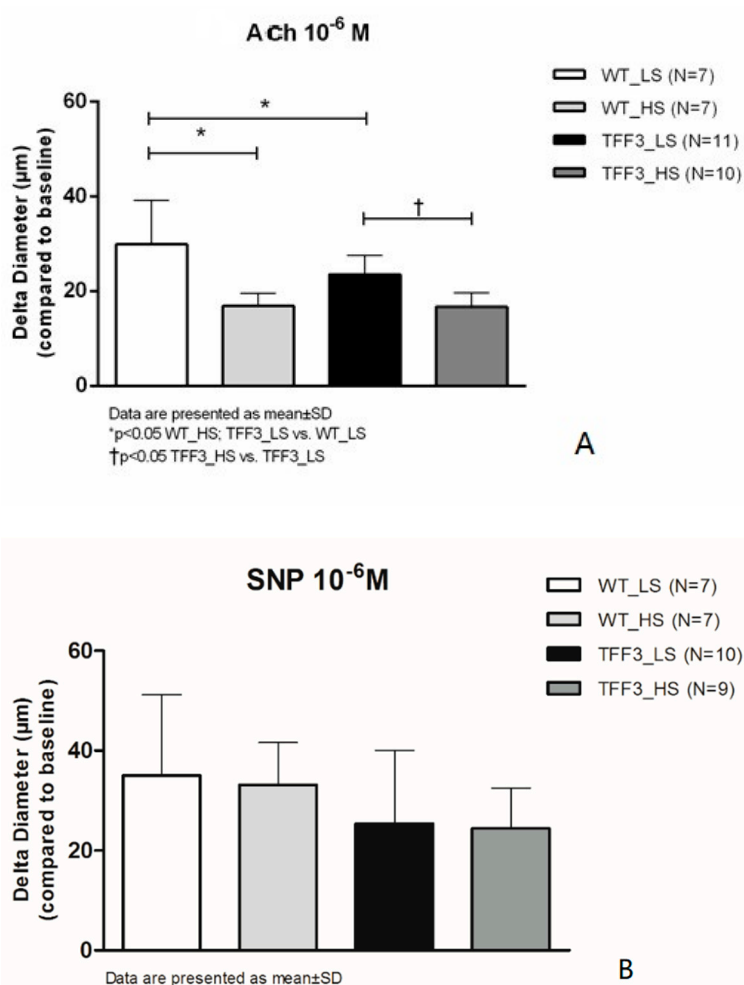 ACh 10⁻⁶ M
WT_LS (N=7)
WT_HS (N=7)
TFF3_LS (N=11)
TFF3_HS (N=10)
Delta Diameter (µm)
(compared to baseline)
60
40
20
0
*
*
†
Data are presented as mean±SD
*p<0.05 WT_HS; TFF3_LS vs. WT_LS
†p<0.05 TFF3_HS vs. TFF3_LS
A
SNP 10⁻⁶M
WT_LS (N=7)
WT_HS (N=7)
TFF3_LS (N=10)
TFF3_HS (N=9)
Delta Diameter (µm)
(compared to baseline)
60
40
20
0
Data are presented as mean±SD
B